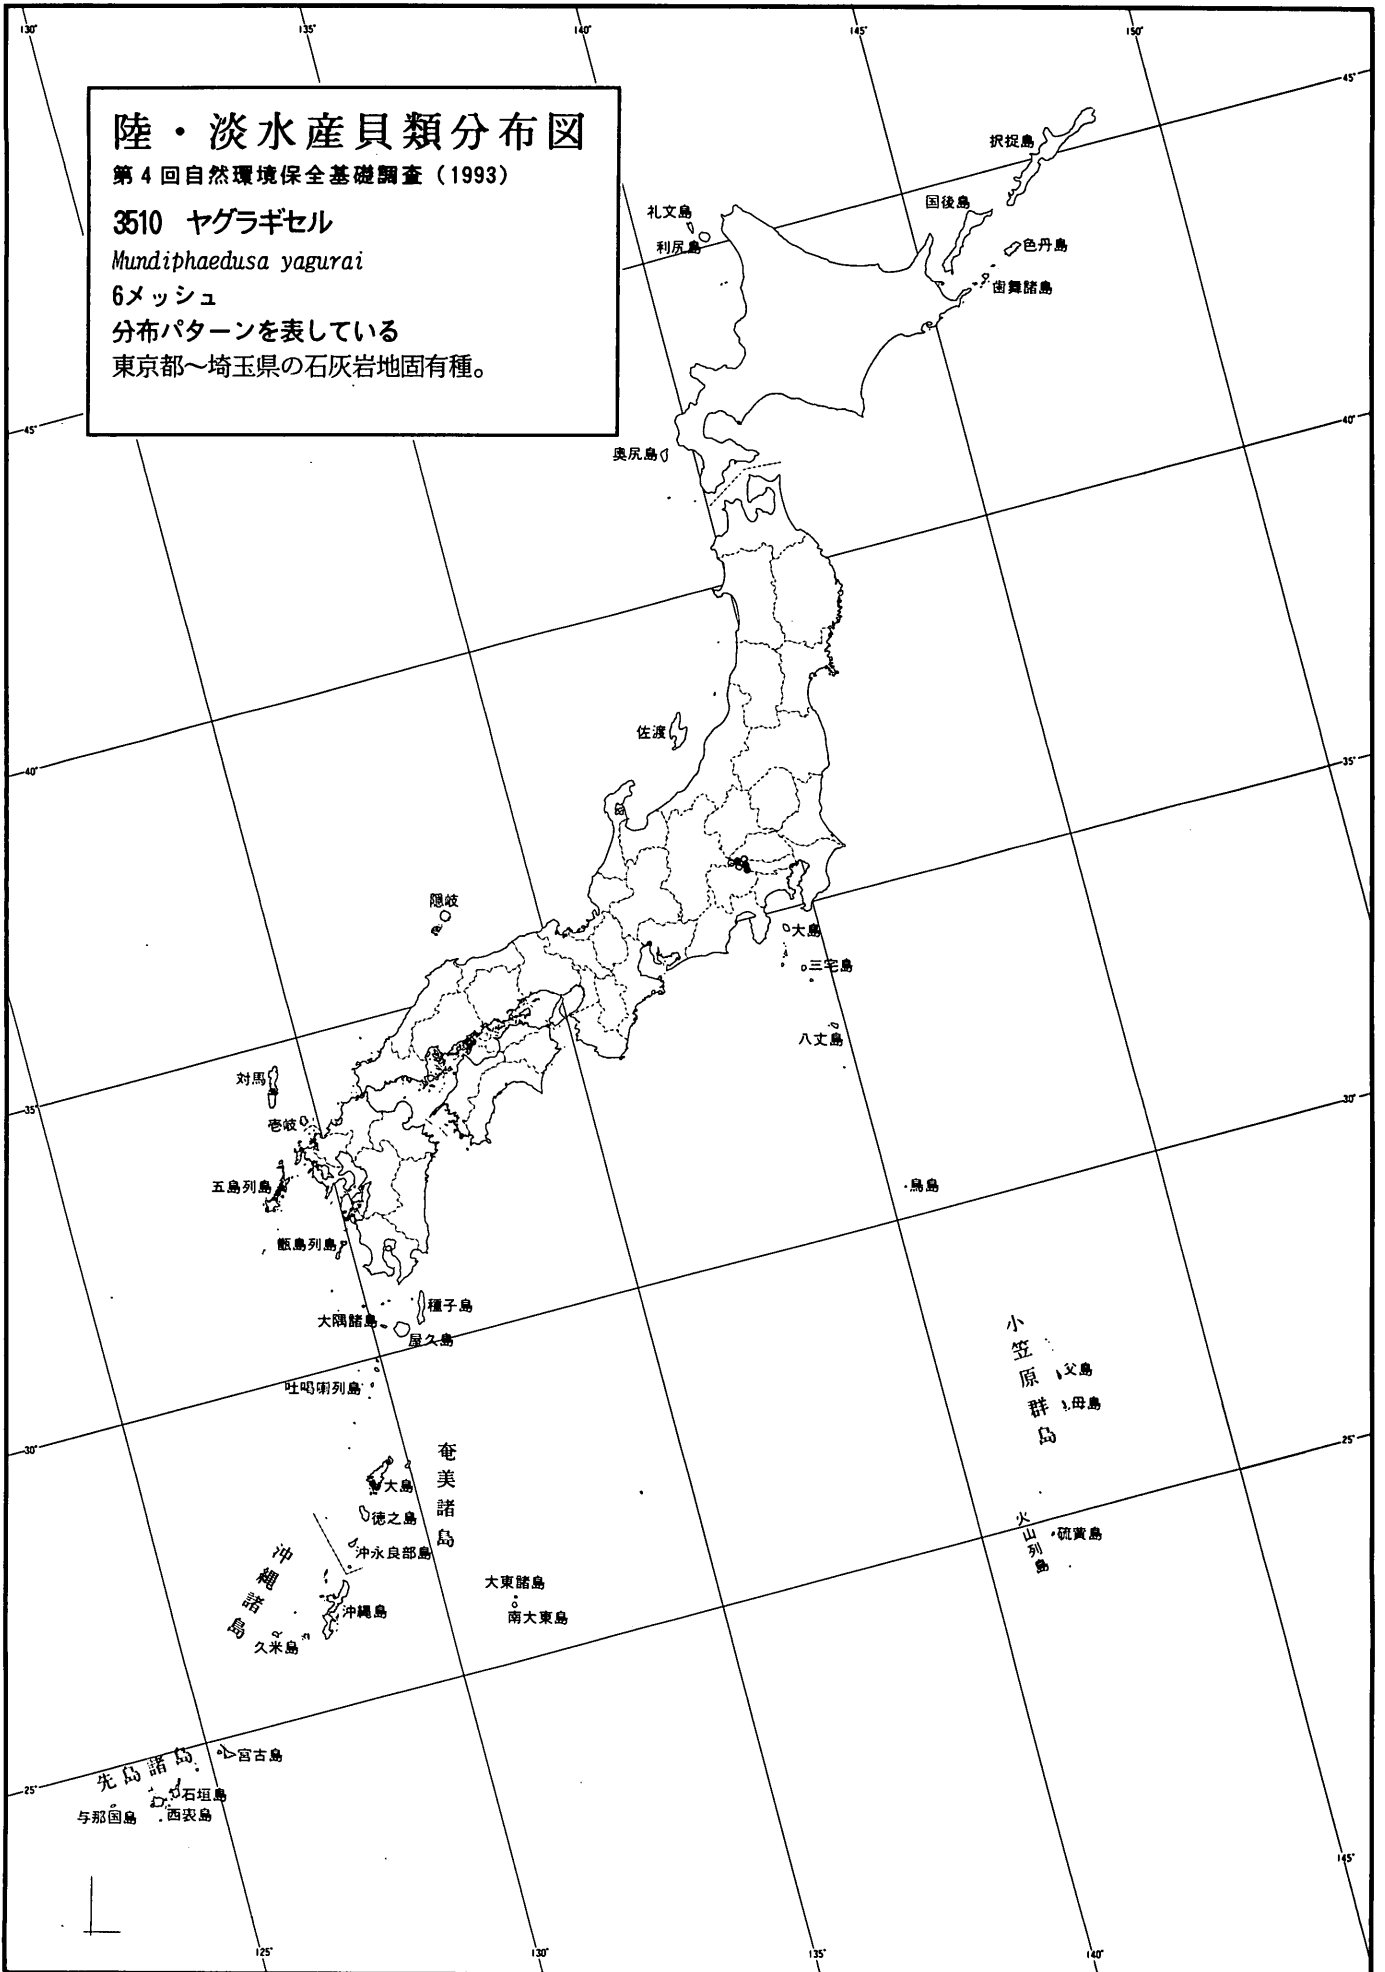 130°
135°
140°
145°
150°
45°
陸・淡水産貝類分布図
第4回自然環境保全基礎調査（1993）
3510 ヤグラギセル
Mundiphaedusa yagurai
6メッシュ
分布パターンを表している
東京都～埼玉県の石灰岩地固有種。
択捉島
国後島
礼文島
利尻島
色丹島
歯舞諸島
45°
40°
奥尻島
佐渡
40°
35°
隠岐
大島
三宅島
八丈島
対馬
35°
30°
壱岐
五島列島
鳥島
甑島列島
種子島
大隅諸島
屋久島
小笠原群島
父島
吐噶喇列島
母島
30°
25°
奄美諸島
大島
徳之島
火山列島
硫黄島
沖永良部島
沖縄諸島
大東諸島
沖縄島
南大東島
久米島
先島諸島
宮古島
25°
石垣島
与那国島
西表島
145°
125°
130°
135°
140°